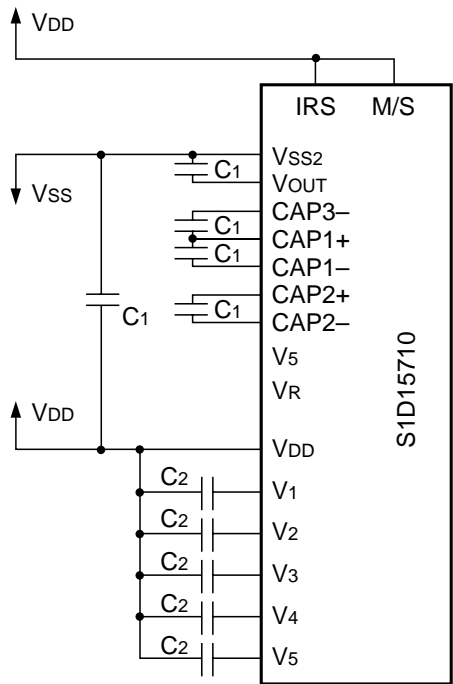 VDD
IRS M/S
VSS2
C1
VOUT
VSS
CAP3–
C1
CAP1+
C1
CAP1–
CAP2+
C1
C1
CAP2–
V5
VR
S1D15710
VDD
VDD
C2
V1
C2
V2
C2
V3
C2
V4
C2
V5